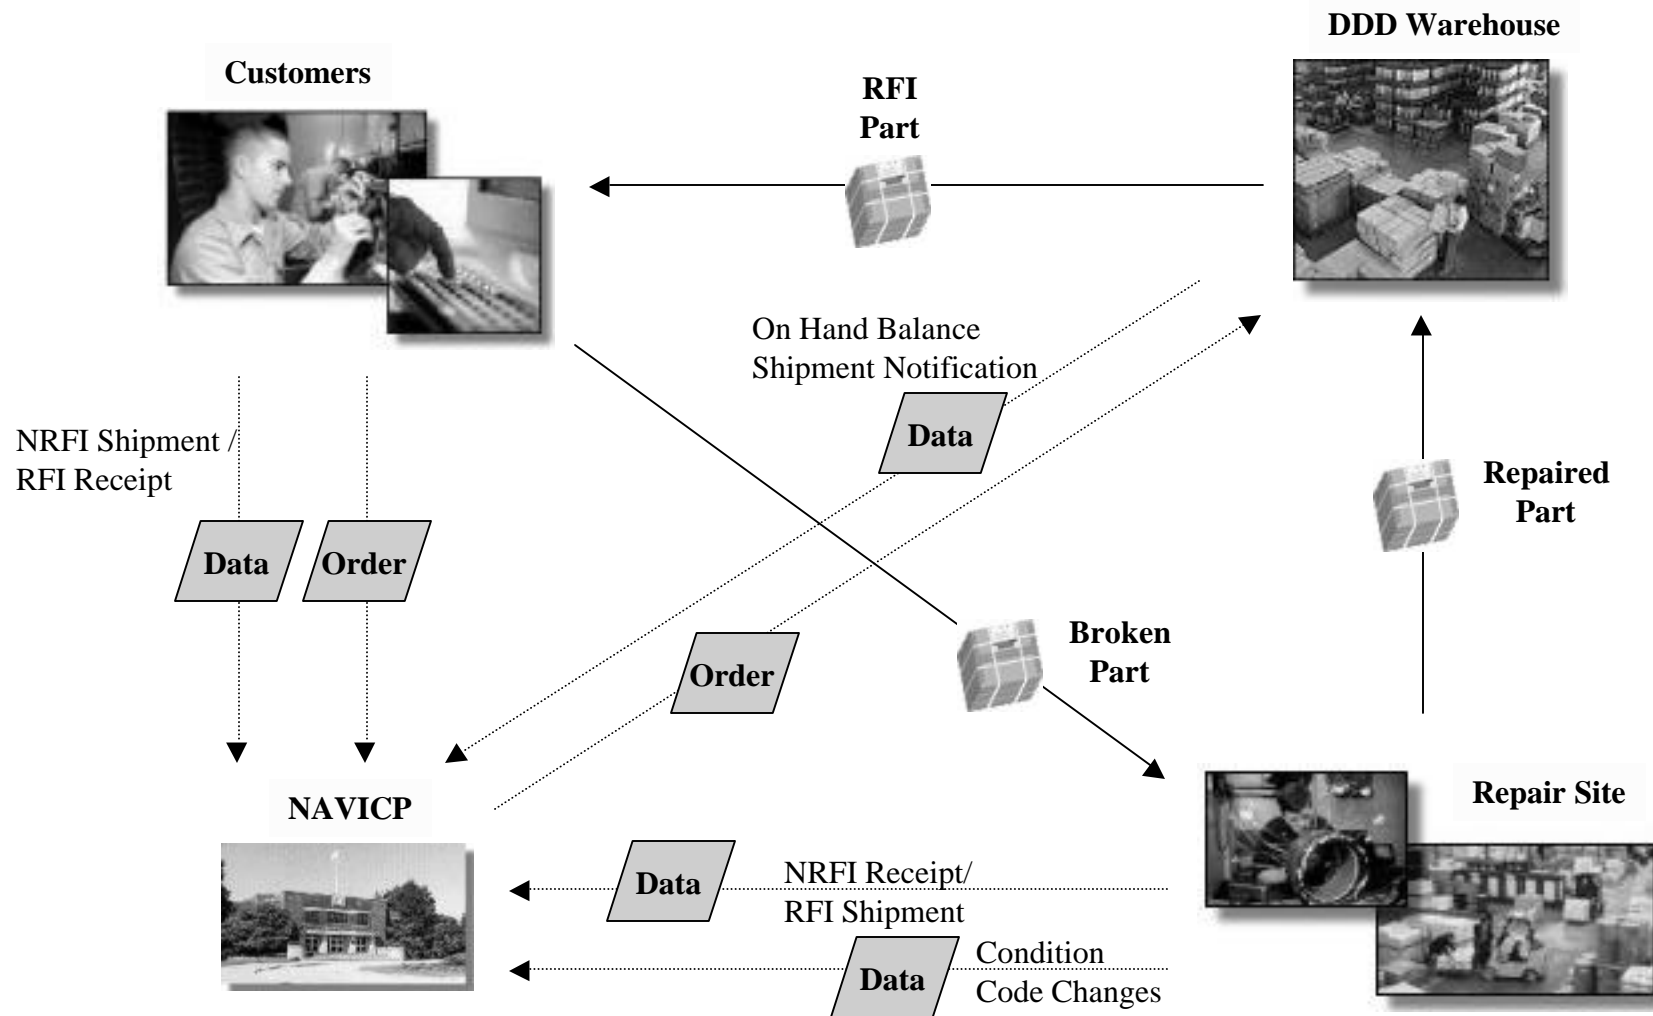 DDD Warehouse
Customers
RFI
Part
On Hand Balance
Shipment Notification
Data
NRFI Shipment /
RFI Receipt
Data
Order
Repaired
Part
Order
Broken
Part
NAVICP
Repair Site
Data
NRFI Receipt/
RFI Shipment
Data
Condition
Code Changes